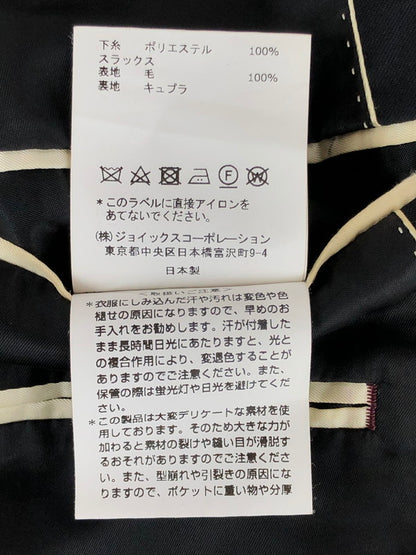 下糸 ポリエステル 100%
スラックス
表地 毛 100%
裏地 キュプラ
*このラベルに直接アイロンを
あてないでください。
(株)ジョイックスコーポレーション
東京都中央区日本橋富沢町9-4
日本製
<取扱いご注意>
*衣服にしみ込んだ汗や汚れは変色や色
褪せの原因になりますので、早めのお
手入れをお勧めします。汗が付着した
まま長時間日光にあたりますと、光と
の複合作用により、変退色することが
ありますのでご注意ください。また、
保管の際は蛍光灯や日光を避けください
*この製品は大変デリケートな素材を使
用しております。そのため大きな力が
加わると素材の裂けや縫い目が滑脱す
るおそれがありますのでご注意くださ
い。また、型崩れや引裂きの原因にな
りますので、ポケットに重い物や分厚